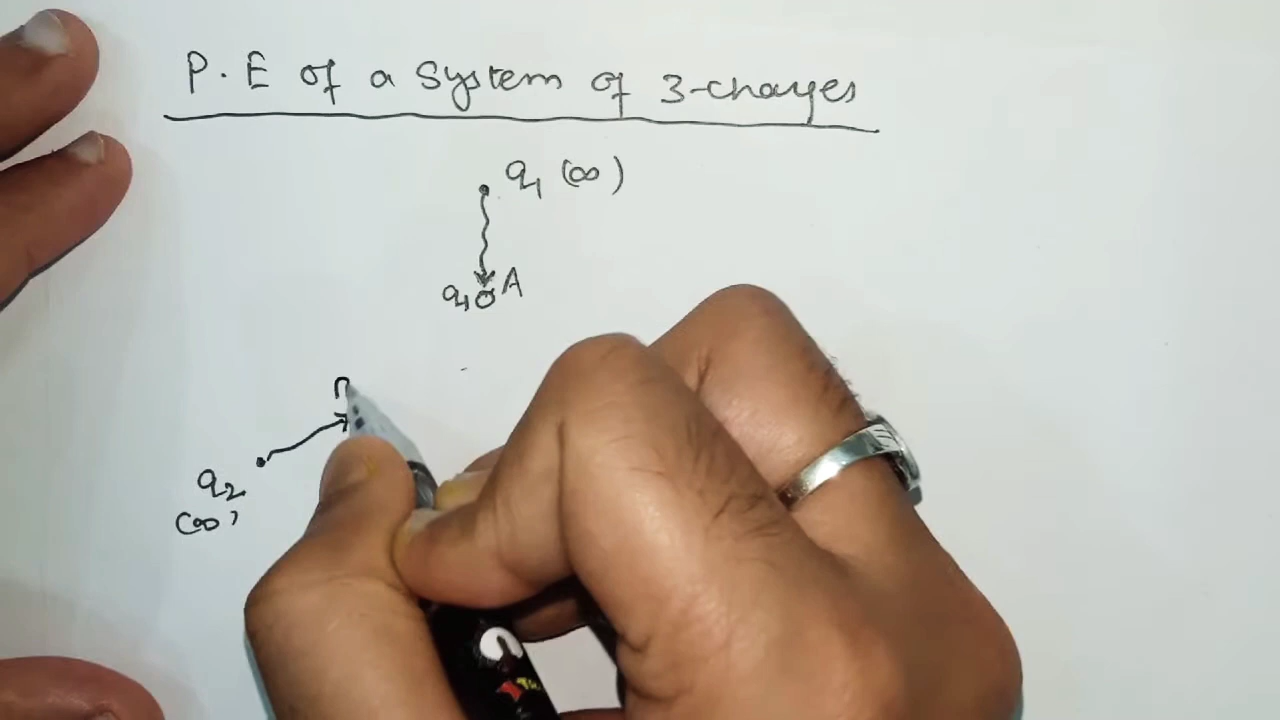 P.E of a System of 3-charges
q1 (∞)
q1 A
q2
(∞)